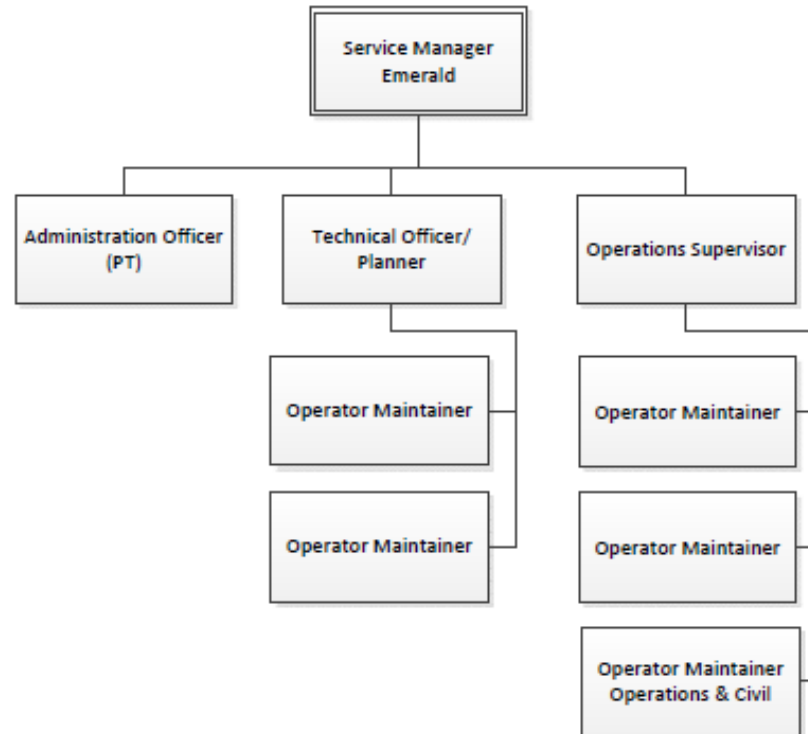 Service Manager
Emerald
Administration Officer
(PT)
Technical Officer/
Planner
Operations Supervisor
Operator Maintainer
Operator Maintainer
Operator Maintainer
Operator Maintainer
Operator Maintainer
Operations & Civil